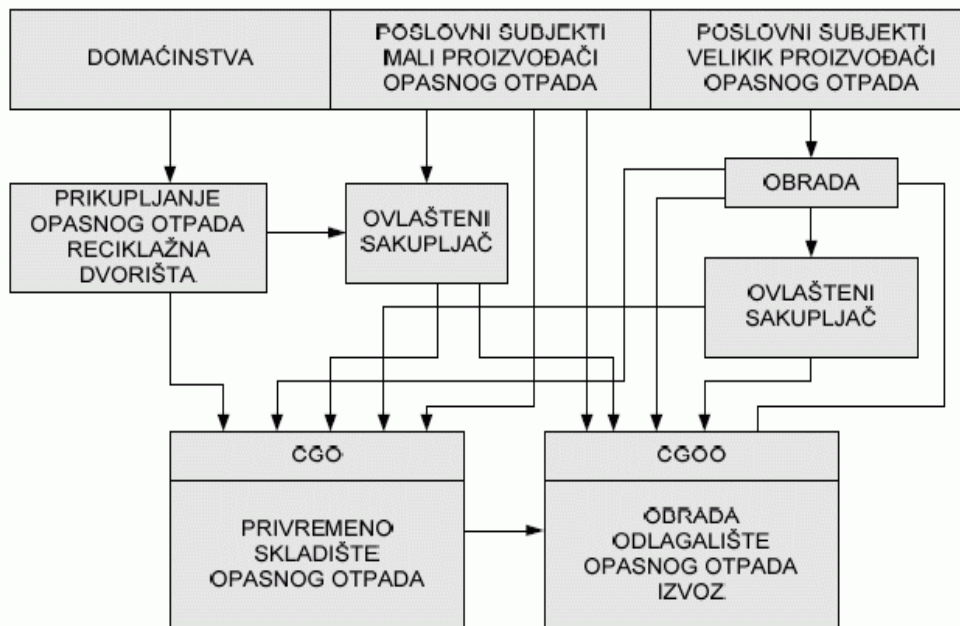 DOMAĆINSTVA
POSLOVNI SUBJEKTI
MALI PROIZVOĐAČI
OPASNOG OTPADA
POSLOVNI SUBJEKTI
VELIKIK PROIZVOĐAČI
OPASNOG OTPADA
PRIKUPLJANJE
OPASNOG OTPADA
RECIKLAŽNA
DVORIŠTA
OVLAŠTENI
SAKUPLJAČ
OBRADA
OVLAŠTENI
SAKUPLJAČ
CGO
PRIVREMENO
SKLADIŠTE
OPASNOG OTPADA
CGOO
OBRADA
ODLAGALIŠTE
OPASNOG OTPADA
IZVOZ